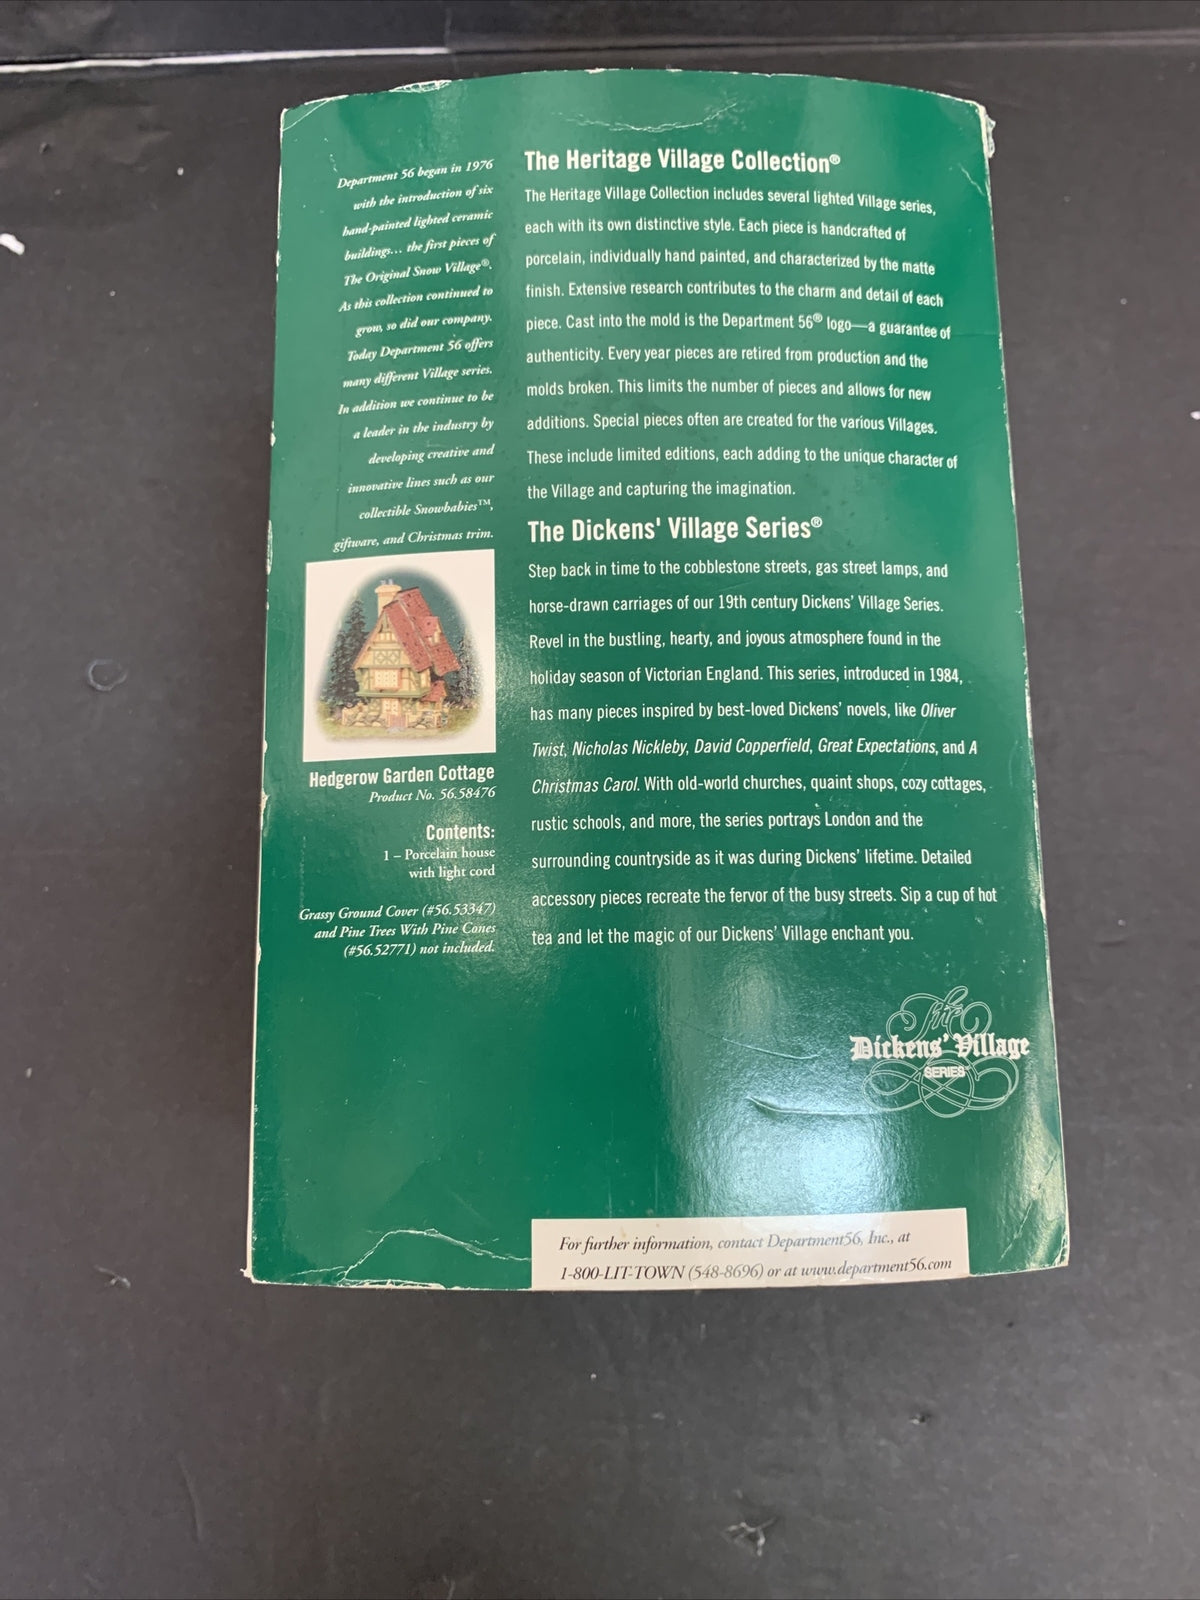 Department 56 began in 1976
with the introduction of six
hand-painted lighted ceramic
buildings... the first pieces of
The Original Snow Village®.
As this collection continued to
grow, so did our company.
Today Department 56 offers
many different Village series.
In addition we continue to be
a leader in the industry by
developing creative and
innovative lines such as our
collectible Snowbabies™,
giftware, and Christmas trim.
Hedgerow Garden Cottage
Product No. 56.58476
Contents:
1 – Porcelain house
with light cord
Grassy Ground Cover (#56.53347)
and Pine Trees With Pine Cones
(#56.52771) not included.
The Heritage Village Collection®
The Heritage Village Collection includes several lighted Village series,
each with its own distinctive style. Each piece is handcrafted of
porcelain, individually hand painted, and characterized by the matte
finish. Extensive research contributes to the charm and detail of each
piece. Cast into the mold is the Department 56® logo—a guarantee of
authenticity. Every year pieces are retired from production and the
molds broken. This limits the number of pieces and allows for new
additions. Special pieces often are created for the various Villages.
These include limited editions, each adding to the unique character of
the Village and capturing the imagination.
The Dickens' Village Series®
Step back in time to the cobblestone streets, gas street lamps, and
horse-drawn carriages of our 19th century Dickens' Village Series.
Revel in the bustling, hearty, and joyous atmosphere found in the
holiday season of Victorian England. This series, introduced in 1984,
has many pieces inspired by best-loved Dickens' novels, like Oliver
Twist, Nicholas Nickleby, David Copperfield, Great Expectations, and A
Christmas Carol. With old-world churches, quaint shops, cozy cottages,
rustic schools, and more, the series portrays London and the
surrounding countryside as it was during Dickens' lifetime. Detailed
accessory pieces recreate the fervor of the busy streets. Sip a cup of hot
tea and let the magic of our Dickens' Village enchant you.
The
Dickens' Village
SERIES
For further information, contact Department56, Inc., at
1-800-LIT-TOWN (548-8696) or at www.department56.com